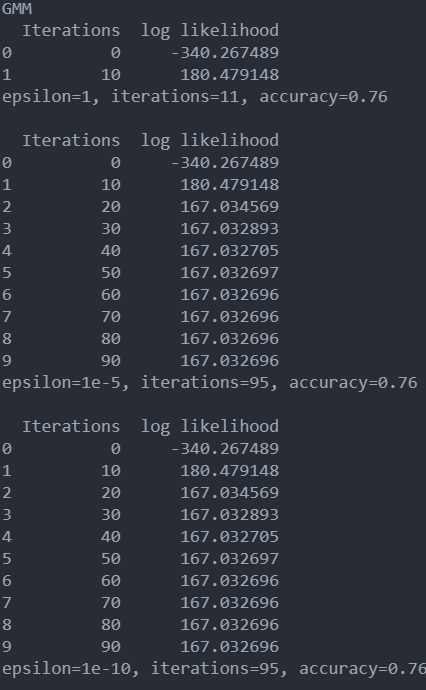 GMM
Iterations log likelihood
0 0 -340.267489
1 10 180.479148
epsilon=1, iterations=11, accuracy=0.76
Iterations log likelihood
0 0 -340.267489
1 10 180.479148
2 20 167.034569
3 30 167.032893
4 40 167.032705
5 50 167.032697
6 60 167.032696
7 70 167.032696
8 80 167.032696
9 90 167.032696
epsilon=1e-5, iterations=95, accuracy=0.76
Iterations log likelihood
0 0 -340.267489
1 10 180.479148
2 20 167.034569
3 30 167.032893
4 40 167.032705
5 50 167.032697
6 60 167.032696
7 70 167.032696
8 80 167.032696
9 90 167.032696
epsilon=1e-10, iterations=95, accuracy=0.76